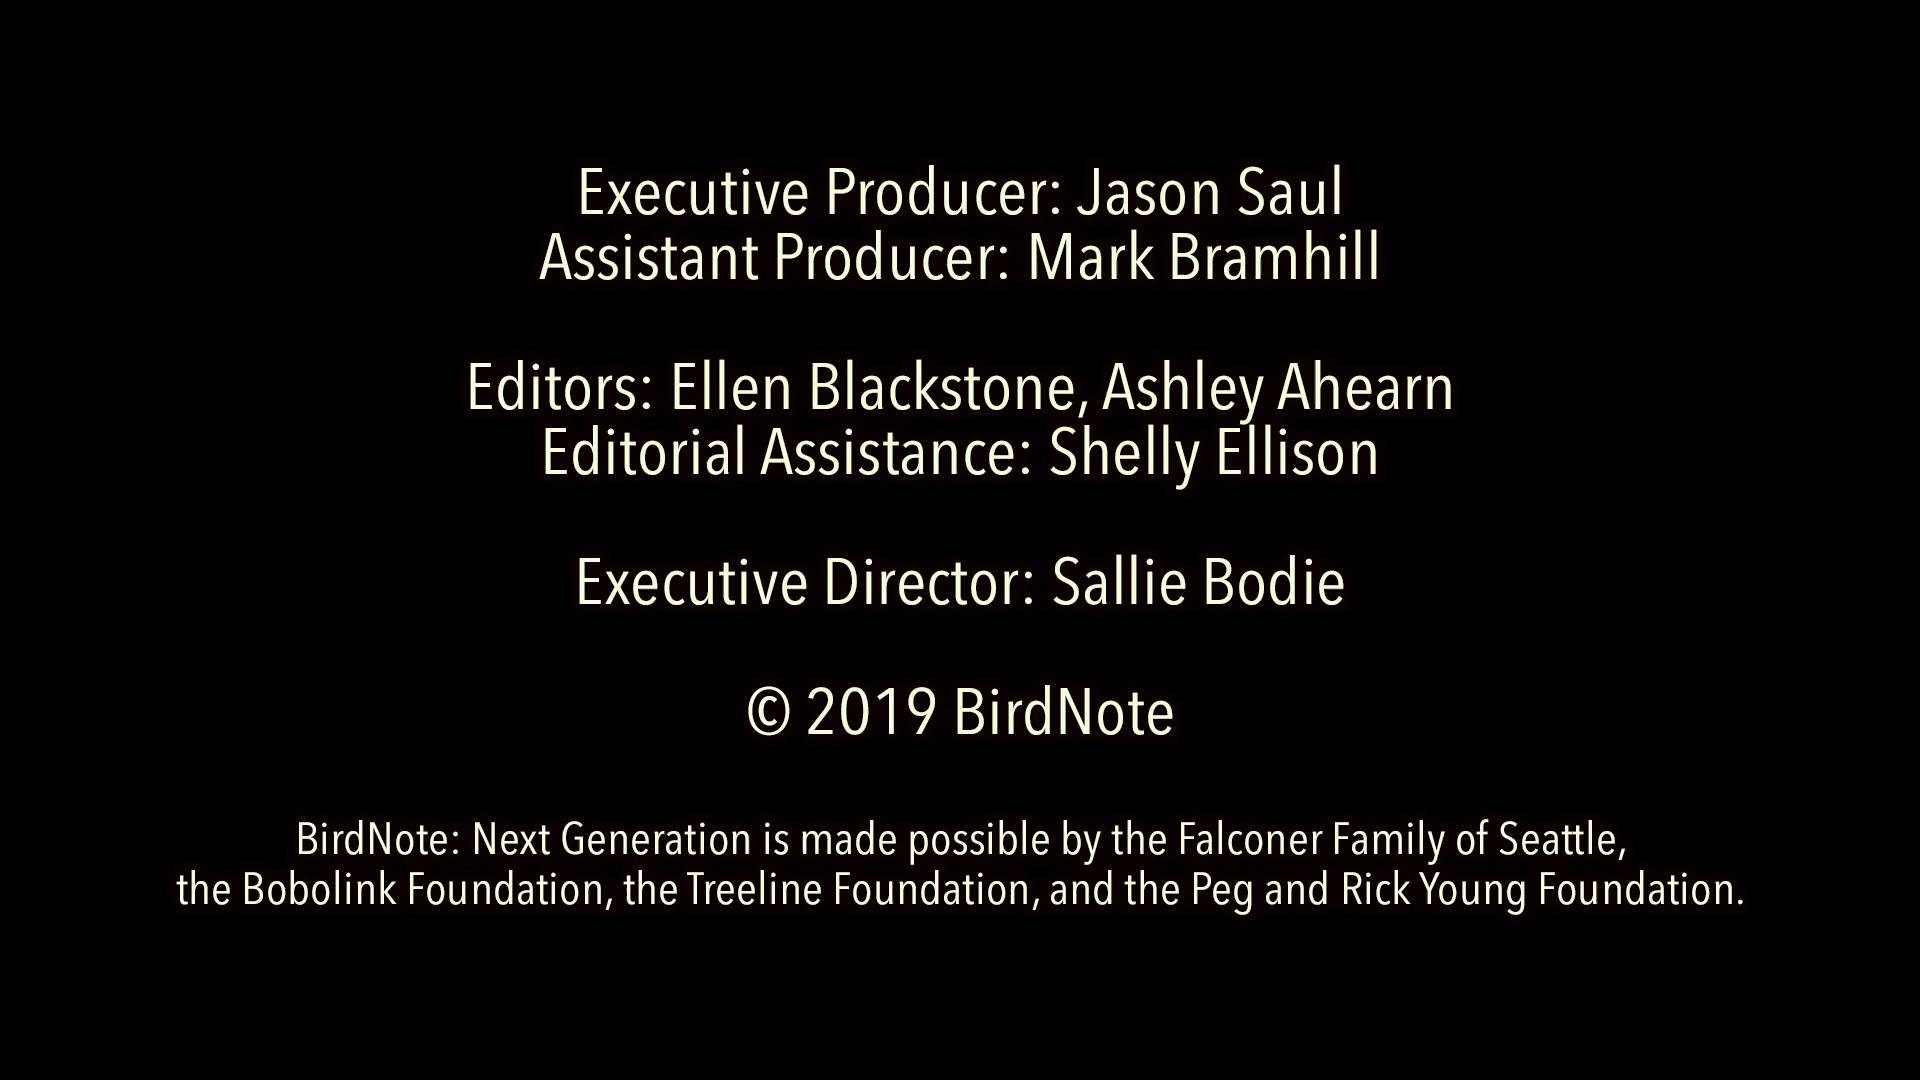 Executive Producer: Jason Saul
Assistant Producer: Mark Bramhill
Editors: Ellen Blackstone, Ashley Ahearn
Editorial Assistance: Shelly Ellison
Executive Director: Sallie Bodie
© 2019 BirdNote
BirdNote: Next Generation is made possible by the Falconer Family of Seattle,
the Bobolink Foundation, the Treeline Foundation, and the Peg and Rick Young Foundation.